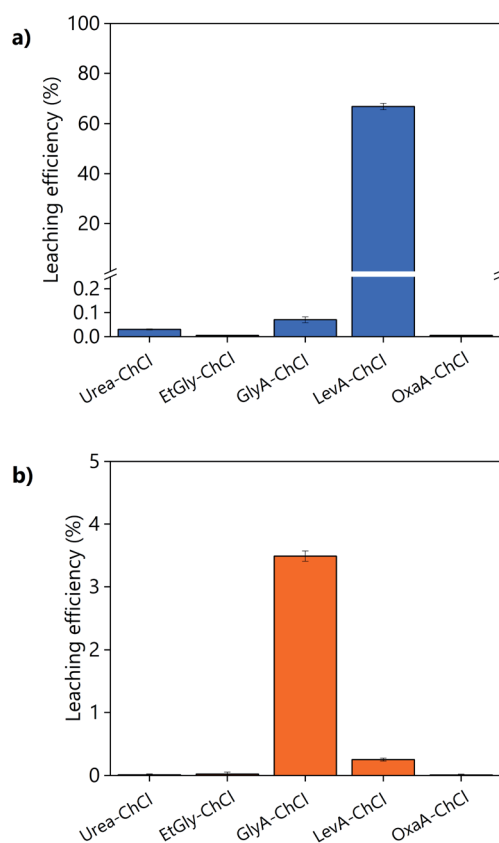 a)
Leaching efficiency (%)
100
80
60
40
20
0.2
0.1
0.0
Urea-ChCl
EtGly-ChCl
GlyA-ChCl
LevA-ChCl
OxaA-ChCl
b)
Leaching efficiency (%)
5
4
3
2
1
0
Urea-ChCl
EtGly-ChCl
GlyA-ChCl
LevA-ChCl
OxaA-ChCl